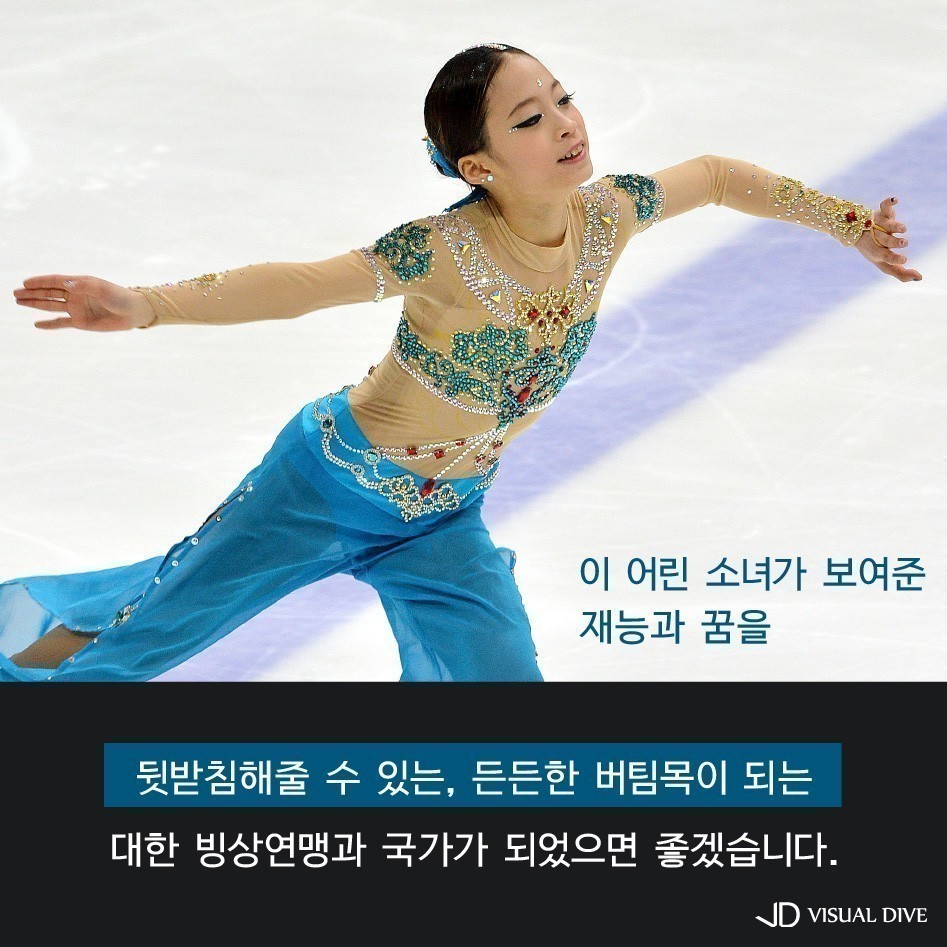 이 어린 소녀가 보여준
재능과 꿈을
뒷받침해줄 수 있는, 든든한 버팀목이 되는
대한 빙상연맹과 국가가 되었으면 좋겠습니다.
VD VISUAL DIVE